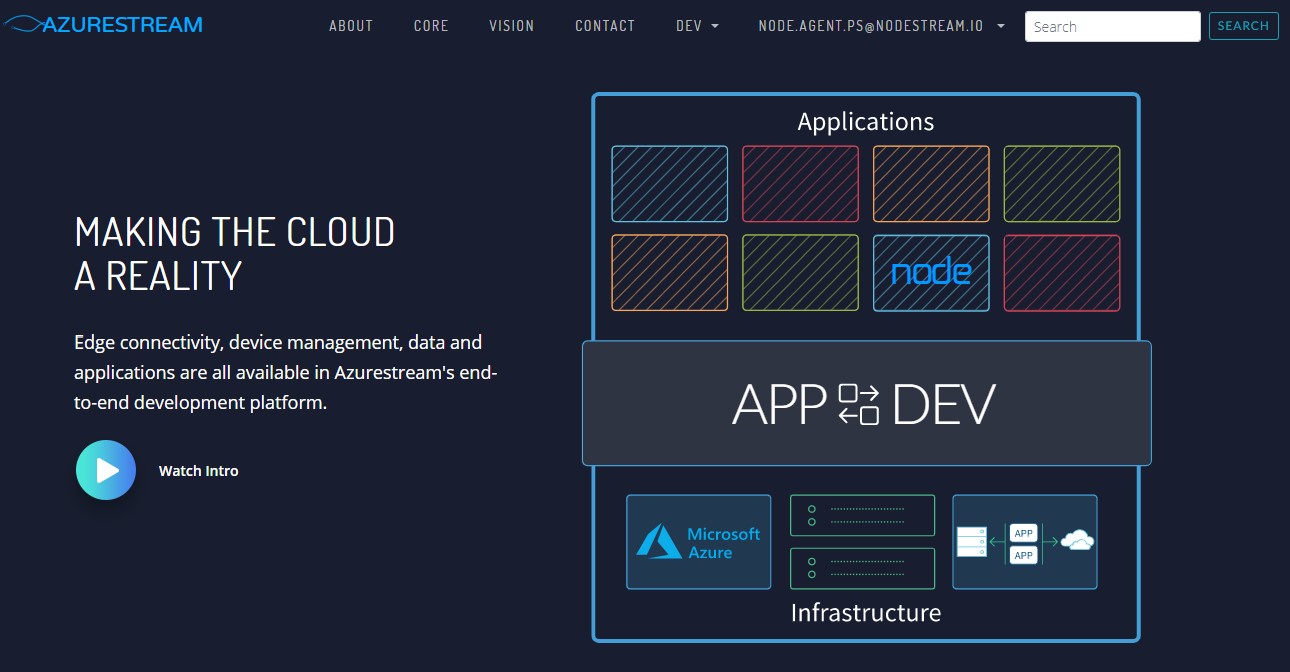 AZURESTREAM
ABOUT
CORE
VISION
CONTACT
DEV
NODE.AGENT.PS@NODESTREAM.IO
Search
SEARCH
MAKING THE CLOUD
A REALITY
Edge connectivity, device management, data and
applications are all available in Azurestream's end-
to-end development platform.
Watch Intro
Applications
node
APP DEV
Microsoft
Azure
APP
APP
Infrastructure